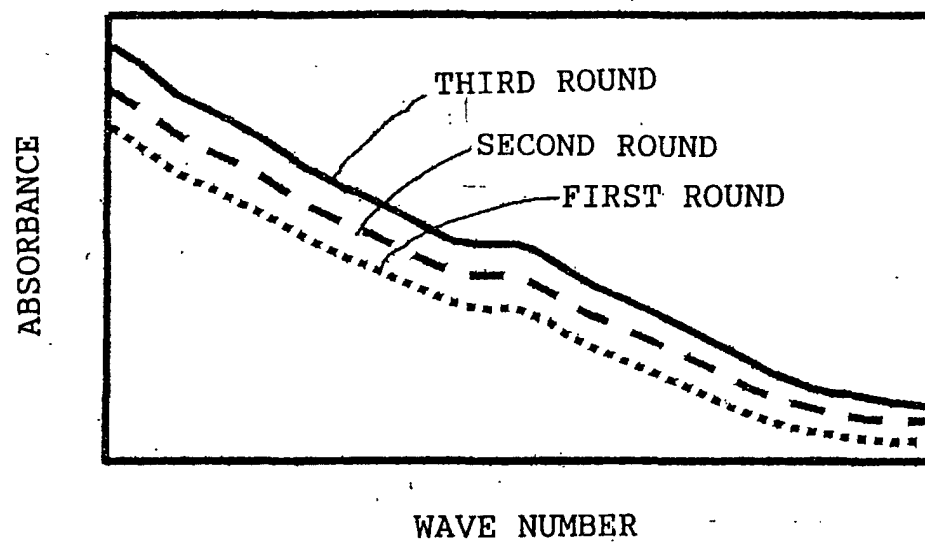 THIRD ROUND
SECOND ROUND
FIRST ROUND
ABSORBANCE
WAVE NUMBER